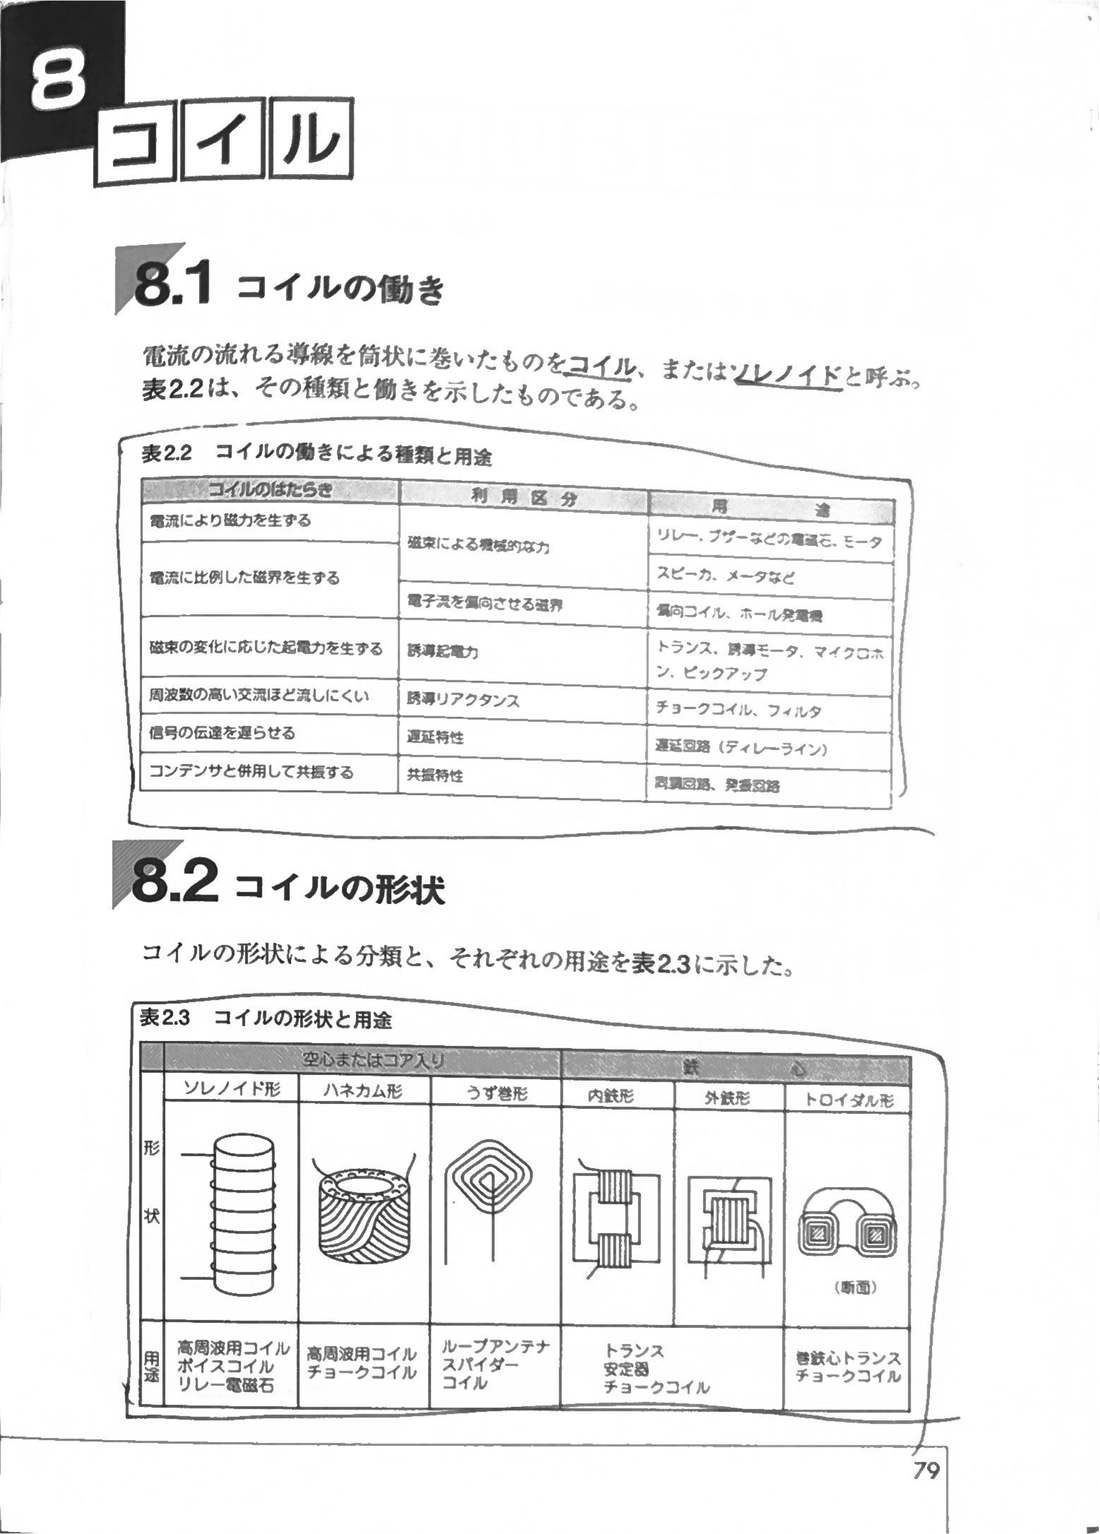 8
コイル
8.1 コイルの働き
電流の流れる導線を筒状に巻いたものをコイル、またはソレノイドと呼ぶ。
表2.2は、その種類と働きを示したものである。
表2.2 コイルの働きによる種類と用途
コイルのはたらき 利用区分 用途
電流により磁力を生ずる 磁束による機械的な力 リレー、ブザーなどの電磁石、モータ
電流に比例した磁界を生ずる スピーカ、メータなど
電子流を偏向させる磁界 偏向コイル、ホール発電機
磁束の変化に応じた起電力を生ずる 誘導起電力 トランス、誘導モータ、マイクロホ
ン、ピックアップ
周波数の高い交流ほど流しにくい 誘導リアクタンス チョークコイル、フィルタ
信号の伝達を遅らせる 遅延特性 遅延回路（ディレーライン）
コンデンサと併用して共振する 共振特性 同調回路、発振回路
8.2 コイルの形状
コイルの形状による分類と、それぞれの用途を表2.3に示した。
表2.3 コイルの形状と用途
空心またはコア入り 鉄心
形状 ソレノイド形 ハネカム形 うず巻形 内鉄形 外鉄形 トロイダル形
（断面）
用途
高周波用コイル
ボイスコイル
リレー電磁石
高周波用コイル
チョークコイル
ループアンテナ
スパイダー
コイル
トランス
安定器
チョークコイル
巻鉄心トランス
チョークコイル
79